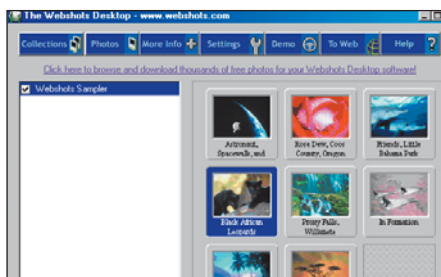 The Webshots Desktop - www.webshots.com
Collections Photos More Info Settings Demo To Web Help ?
Click here to browse and download thousands of free photos for your Webshots Desktop software!
Webshots Sampler
Astronaut,
Spacewalk, and
Rose Dew, Coos
County, Oregon
Friends, Little
Bahama Bank
Black African
Leopards
Proxy Falls,
Willamete
In Formation